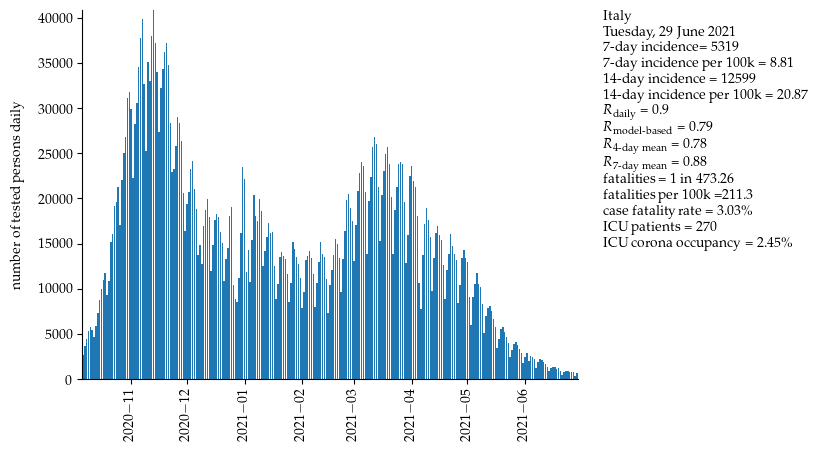 40000
35000
30000
25000
20000
15000
10000
5000
0
number of tested persons daily
2020−11
2020−12
2021−01
2021−02
2021−03
2021−04
2021−05
2021−06
Italy
Tuesday, 29 June 2021
7-day incidence= 5319
7-day incidence per 100k = 8.81
14-day incidence = 12599
14-day incidence per 100k = 20.87
R daily = 0.9
R model-based = 0.79
R 4-day mean = 0.78
R 7-day mean = 0.88
fatalities = 1 in 473.26
fatalities per 100k =211.3
case fatality rate = 3.03%
ICU patients = 270
ICU corona occupancy = 2.45%